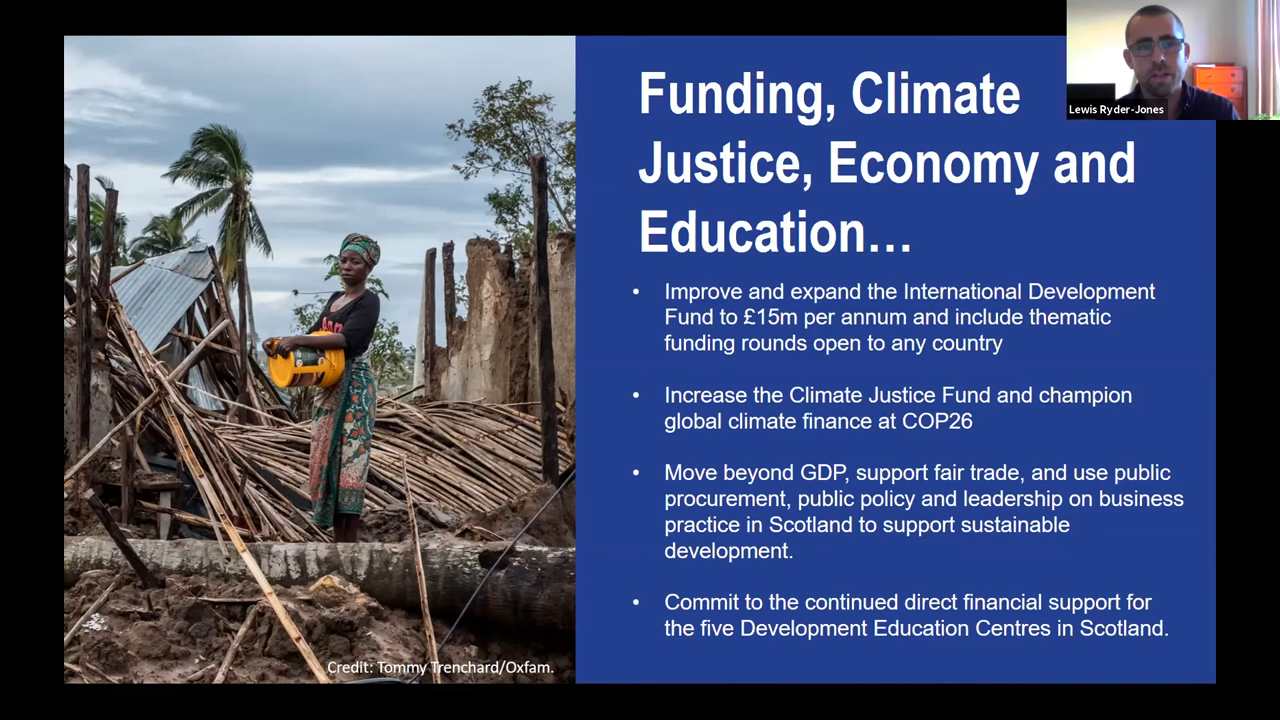 Funding, Climate
Justice, Economy and
Education…
Lewis Ryder-Jones
• Improve and expand the International Development
Fund to £15m per annum and include thematic
funding rounds open to any country
• Increase the Climate Justice Fund and champion
global climate finance at COP26
• Move beyond GDP, support fair trade, and use public
procurement, public policy and leadership on business
practice in Scotland to support sustainable
development.
• Commit to the continued direct financial support for
the five Development Education Centres in Scotland.
Credit: Tommy Trenchard/Oxfam.